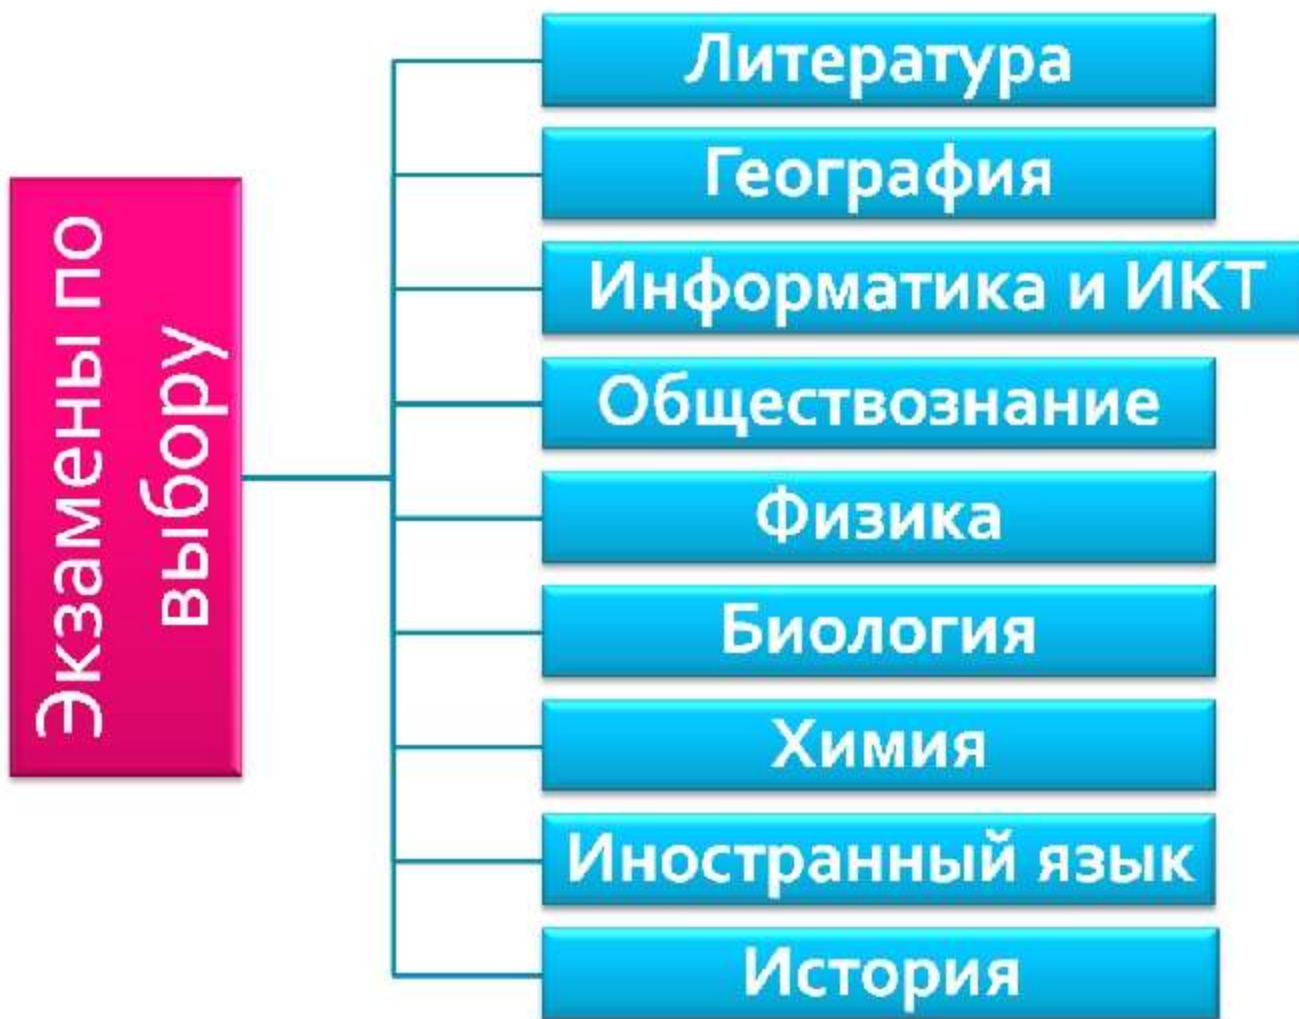 Экзамены по
выбору
Литература
География
Информатика и ИКТ
Обществознание
Физика
Биология
Химия
Иностранный язык
История